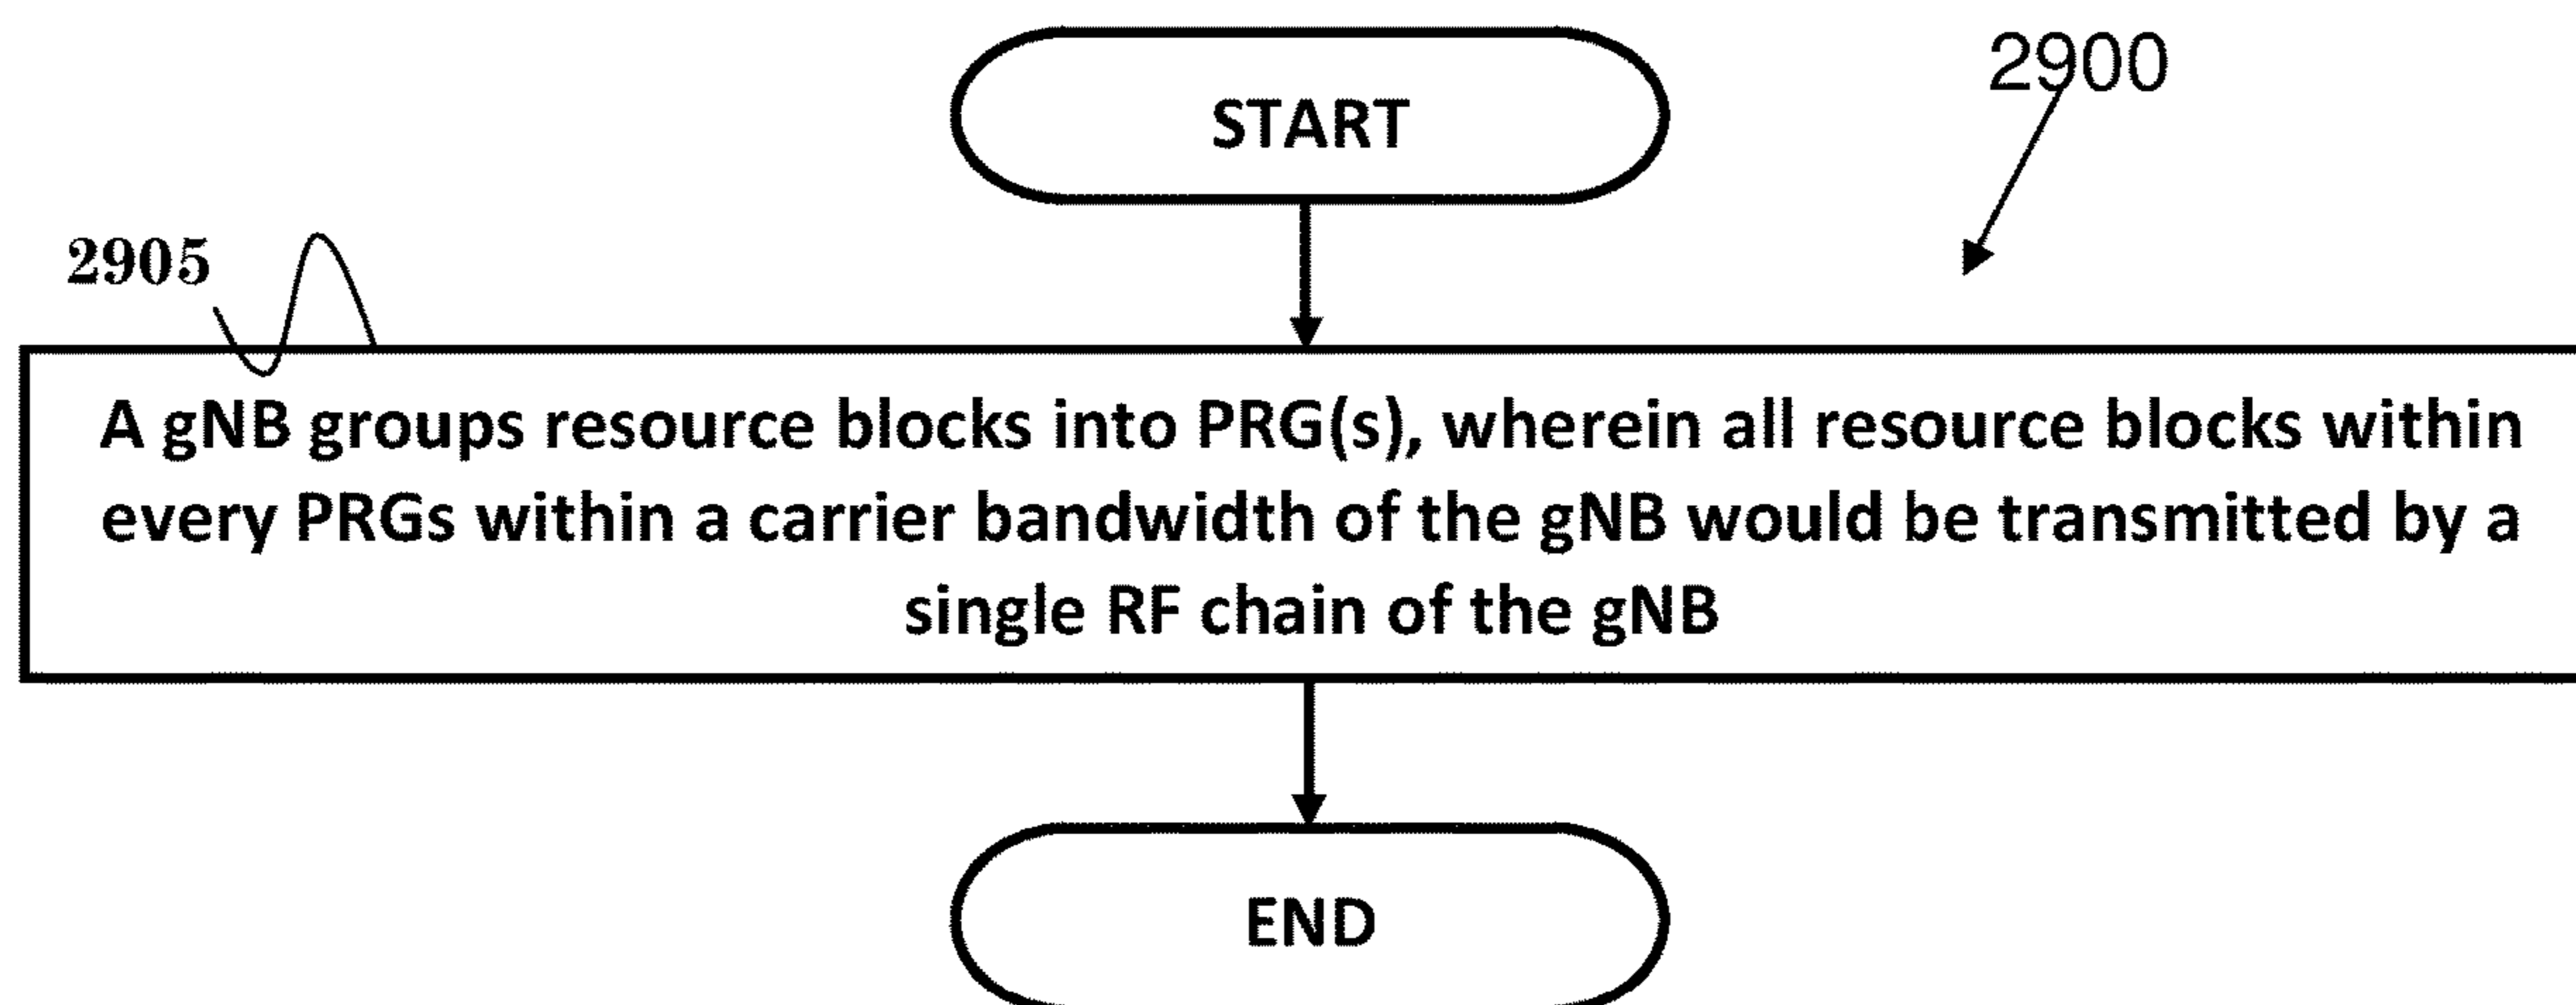 START
2900
2905
A gNB groups resource blocks into PRG(s), wherein all resource blocks within
every PRGs within a carrier bandwidth of the gNB would be transmitted by a
single RF chain of the gNB
END